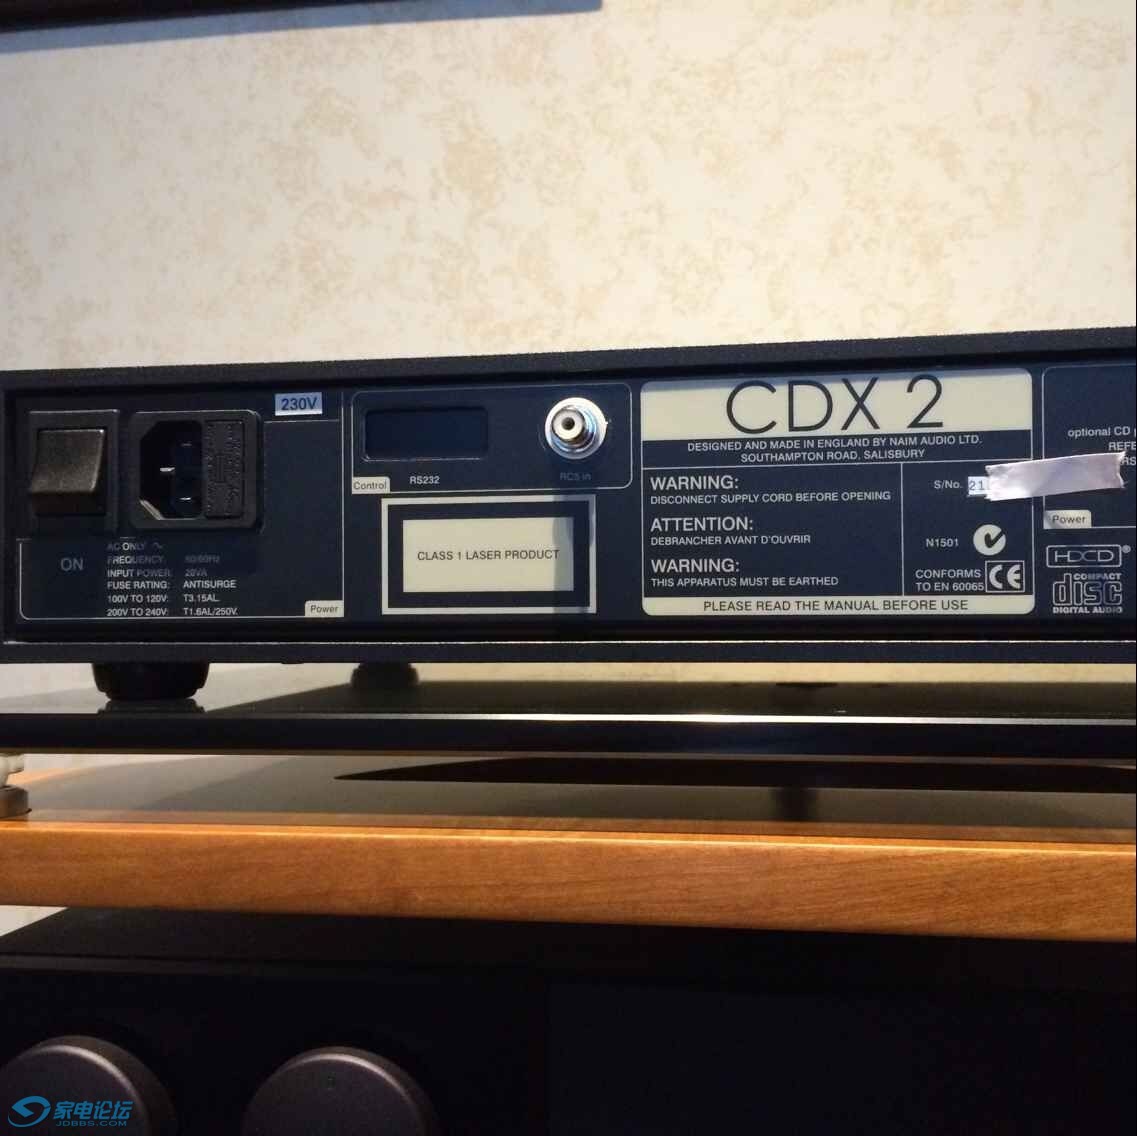 230V
ON
AC ONLY
FREQUENCY: 50/60Hz
INPUT POWER: 28VA
FUSE RATING: ANTISURGE
100V TO 120V: T3.15AL
200V TO 240V: T1.6AL/250V.
Power
Control
RS232
RC5 in
CLASS 1 LASER PRODUCT
CDX 2
DESIGNED AND MADE IN ENGLAND BY NAIM AUDIO LTD.
SOUTHAMPTON ROAD, SALISBURY
WARNING:
DISCONNECT SUPPLY CORD BEFORE OPENING
ATTENTION:
DEBRANCHER AVANT D'OUVRIR
WARNING:
THIS APPARATUS MUST BE EARTHED
S/No. 21
N1501
CONFORMS
TO EN 60065
CE
PLEASE READ THE MANUAL BEFORE USE
optional CD
REFE
Power
HDCD®
COMPACT
disc
DIGITAL AUDIO
家电论坛
JDBBS.COM